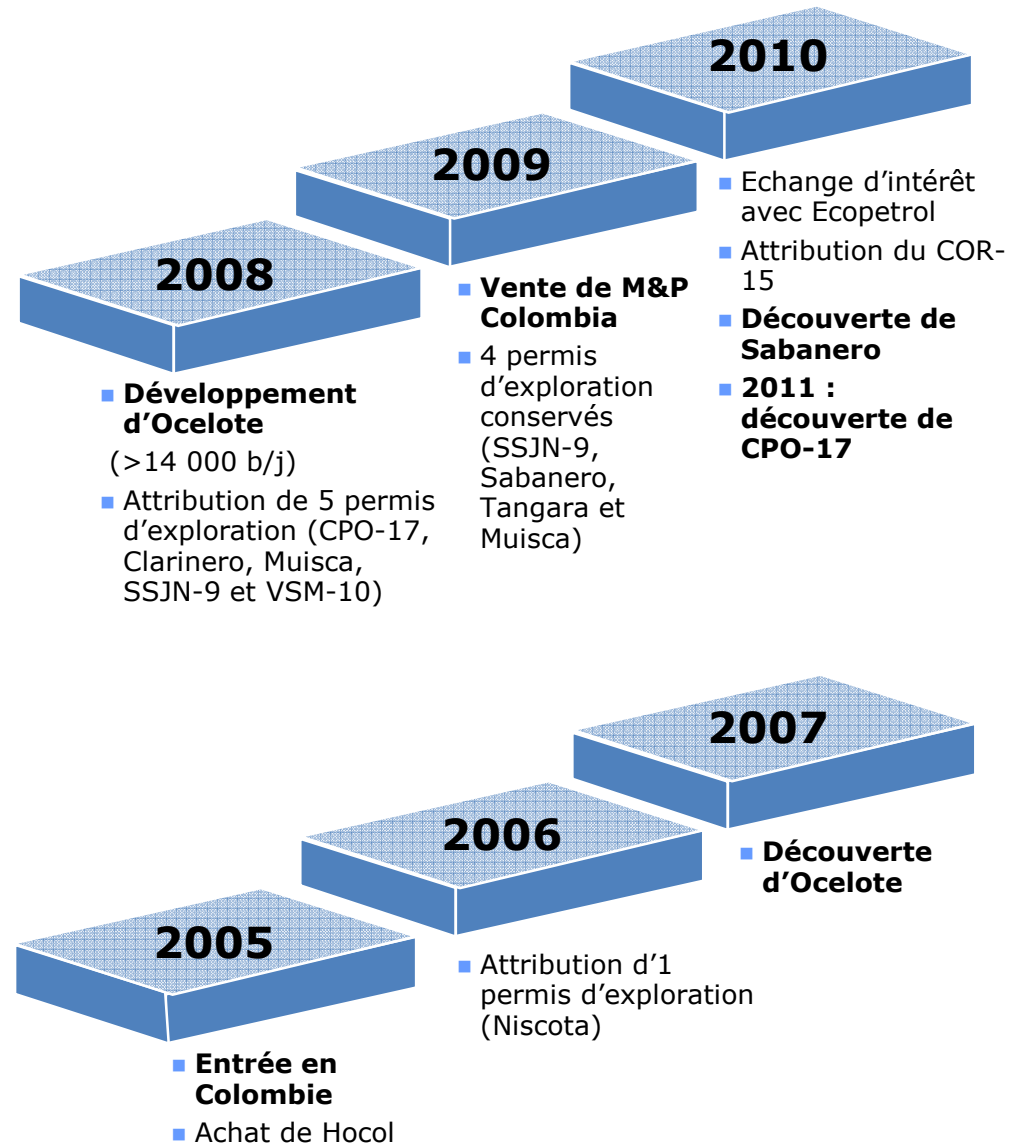 2010
2009
2008
■ Echange d’intérêt
avec Ecopetrol
■ Attribution du COR-
15
■ Découverte de
Sabanero
■ 2011 :
découverte de
CPO-17
■ Vente de M&P
Colombia
■ 4 permis
d’exploration
conservés
(SSJN-9,
Sabanero,
Tangara et
Muisca)
■ Développement
d’Ocelote
(>14 000 b/j)
■ Attribution de 5 permis
d’exploration (CPO-17,
Clarinero, Muisca,
SSJN-9 et VSM-10)
2007
2006
2005
■ Découverte
d’Ocelote
■ Attribution d’1
permis d’exploration
(Niscota)
■ Entrée en
Colombie
■ Achat de Hocol